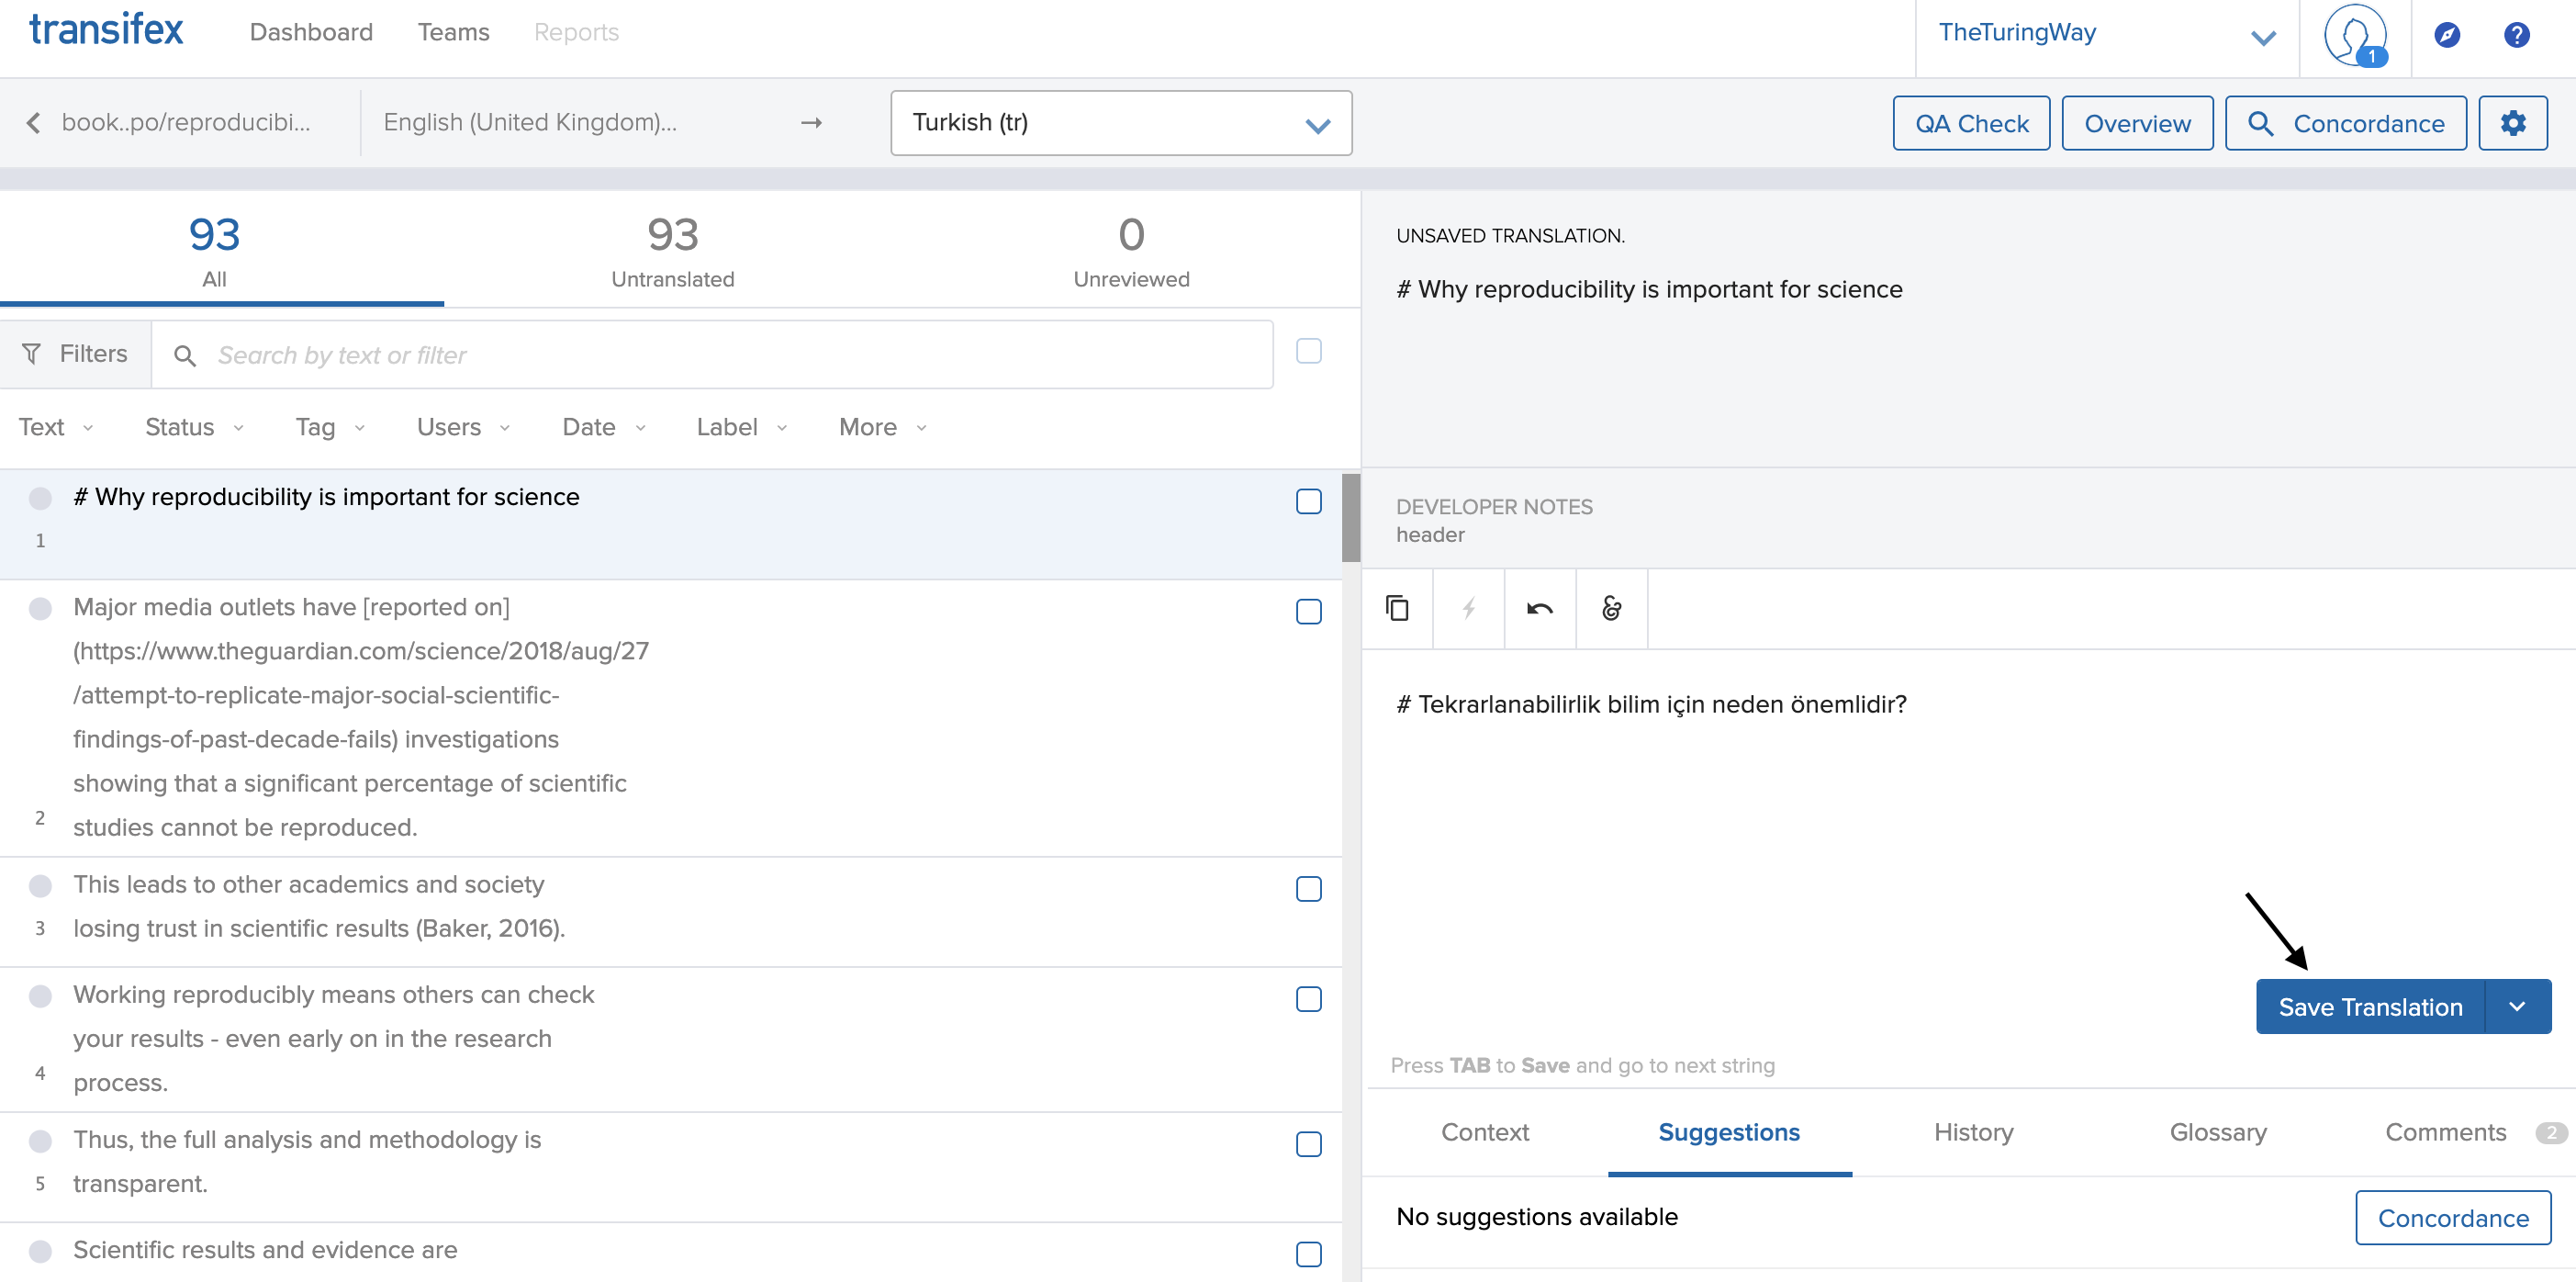 transifex
Dashboard
Teams
Reports
TheTuringWay
1
book..po/reproducibi...
English (United Kingdom)...
→
Turkish (tr)
QA Check
Overview
Concordance
93
All
93
Untranslated
0
Unreviewed
Filters
Search by text or filter
Text
Status
Tag
Users
Date
Label
More
# Why reproducibility is important for science
1
Major media outlets have [reported on]
(https://www.theguardian.com/science/2018/aug/27
/attempt-to-replicate-major-social-scientific-
findings-of-past-decade-fails) investigations
showing that a significant percentage of scientific
2
studies cannot be reproduced.
This leads to other academics and society
3
losing trust in scientific results (Baker, 2016).
Working reproducibly means others can check
your results - even early on in the research
4
process.
Thus, the full analysis and methodology is
5
transparent.
Scientific results and evidence are
UNSAVED TRANSLATION.
# Why reproducibility is important for science
DEVELOPER NOTES
header
# Tekrarlanabilirlik bilim için neden önemlidir?
Save Translation
Press TAB to Save and go to next string
Context
Suggestions
History
Glossary
Comments
2
No suggestions available
Concordance